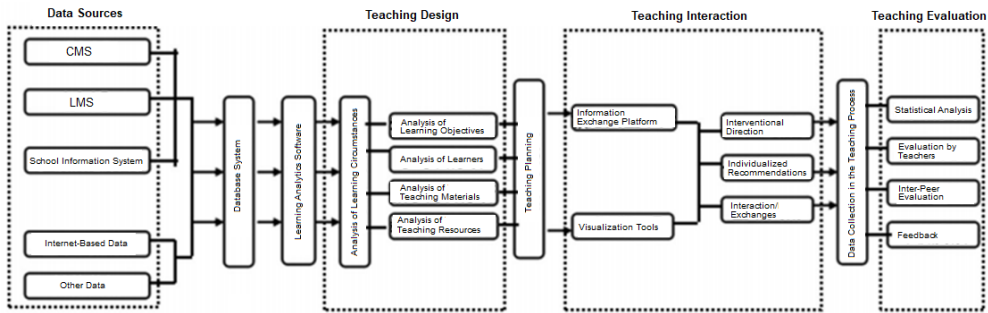 Data Sources
CMS
LMS
School Information System
Internet-Based Data
Other Data
Database System
Learning Analytics Software
Teaching Design
Analysis of Learning Circumstances
Analysis of
Learning Objectives
Analysis of Learners
Analysis of
Teaching Materials
Analysis of
Teaching Resources
Teaching Planning
Teaching Interaction
Information
Exchange Platform
Visualization Tools
Interventional
Direction
Individualized
Recommendations
Interaction/
Exchanges
Data Collection in the Teaching Process
Teaching Evaluation
Statistical Analysis
Evaluation by
Teachers
Inter-Peer
Evaluation
Feedback